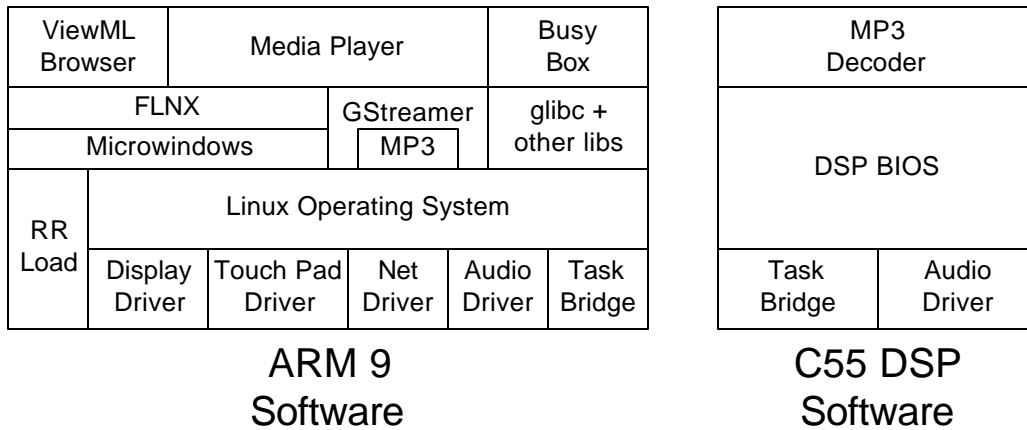 ViewML
Browser
Media Player
Busy
Box
FLNX
Microwindows
GStreamer
MP3
glibc +
other libs
RR
Load
Linux Operating System
Display
Driver
Touch Pad
Driver
Net
Driver
Audio
Driver
Task
Bridge
ARM 9
Software
MP3
Decoder
DSP BIOS
Task
Bridge
Audio
Driver
C55 DSP
Software